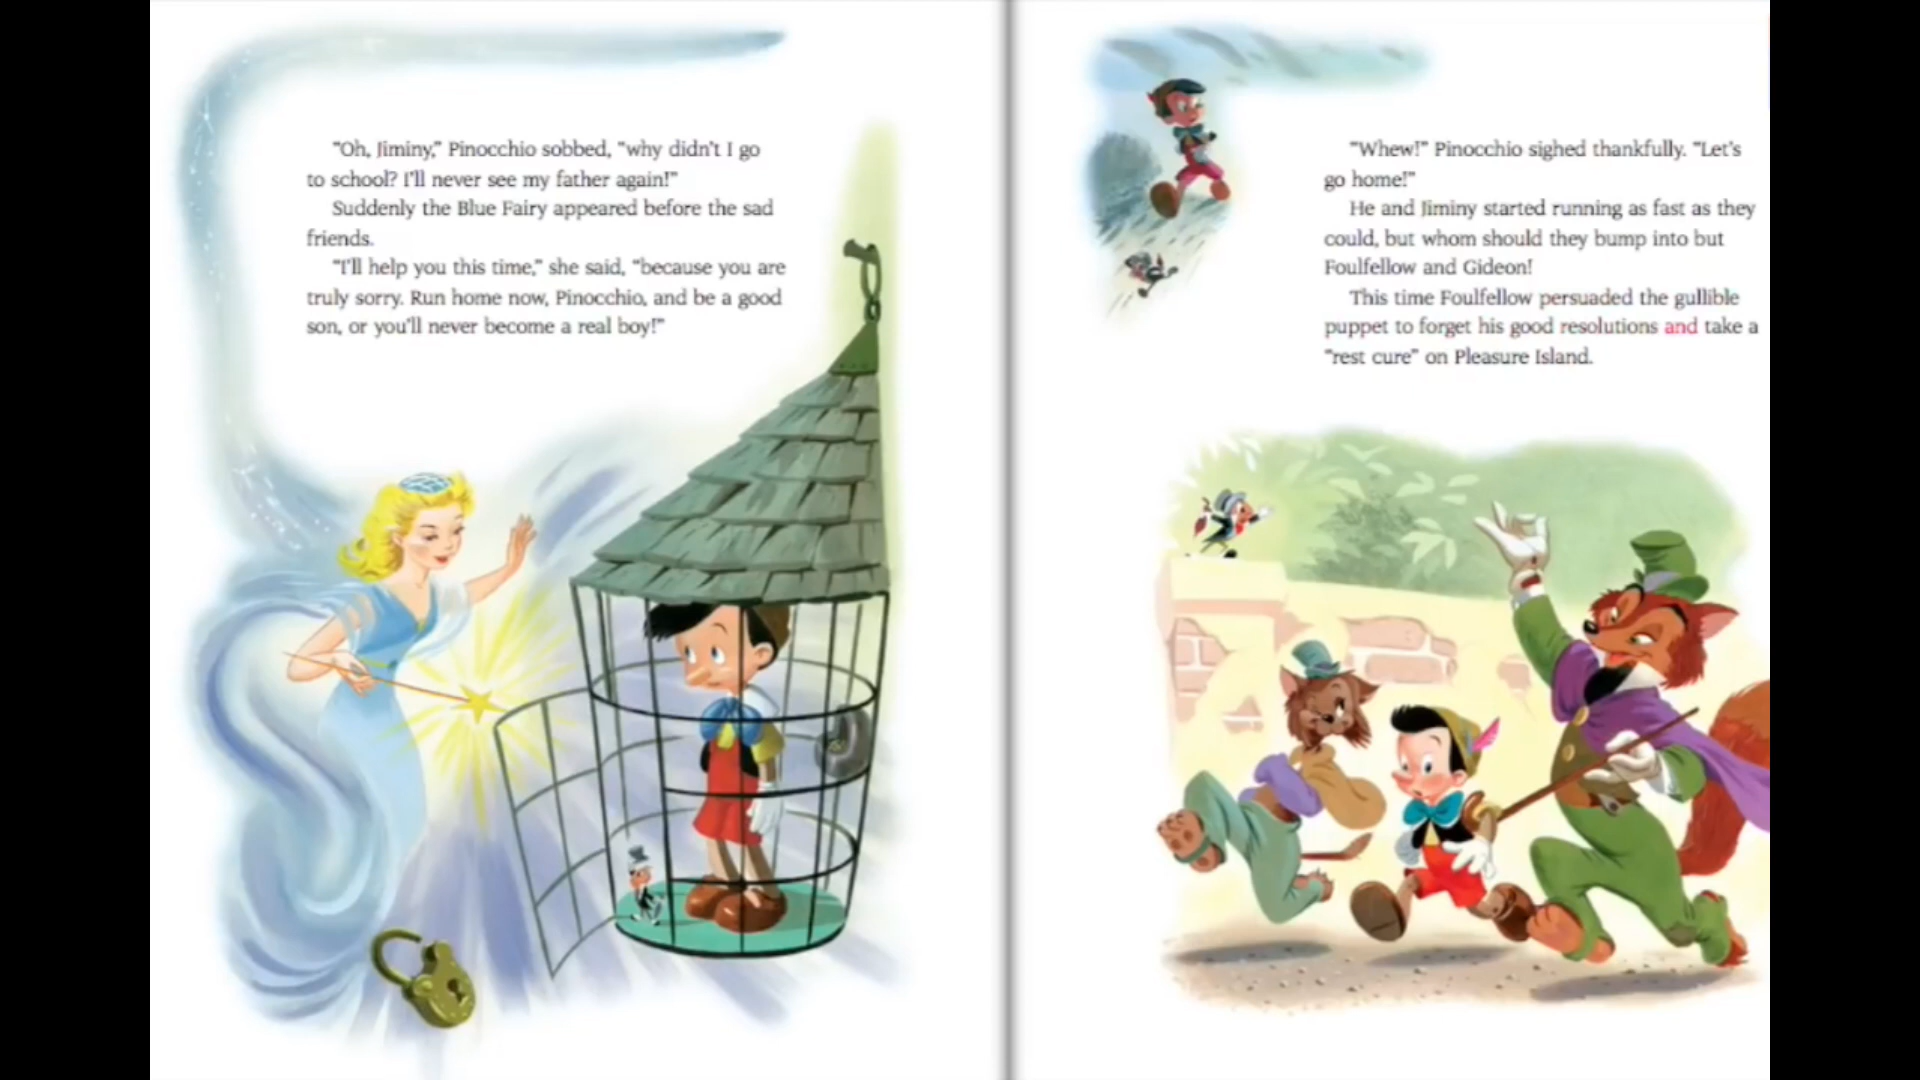 "Oh, Jiminy," Pinocchio sobbed, "why didn't I go
to school? I'll never see my father again!"
Suddenly the Blue Fairy appeared before the sad
friends.
"I'll help you this time," she said, "because you are
truly sorry. Run home now, Pinocchio, and be a good
son, or you'll never become a real boy!"
"Whew!" Pinocchio sighed thankfully. "Let's
go home!"
He and Jiminy started running as fast as they
could, but whom should they bump into but
Foulfellow and Gideon!
This time Foulfellow persuaded the gullible
puppet to forget his good resolutions and take a
"rest cure" on Pleasure Island.